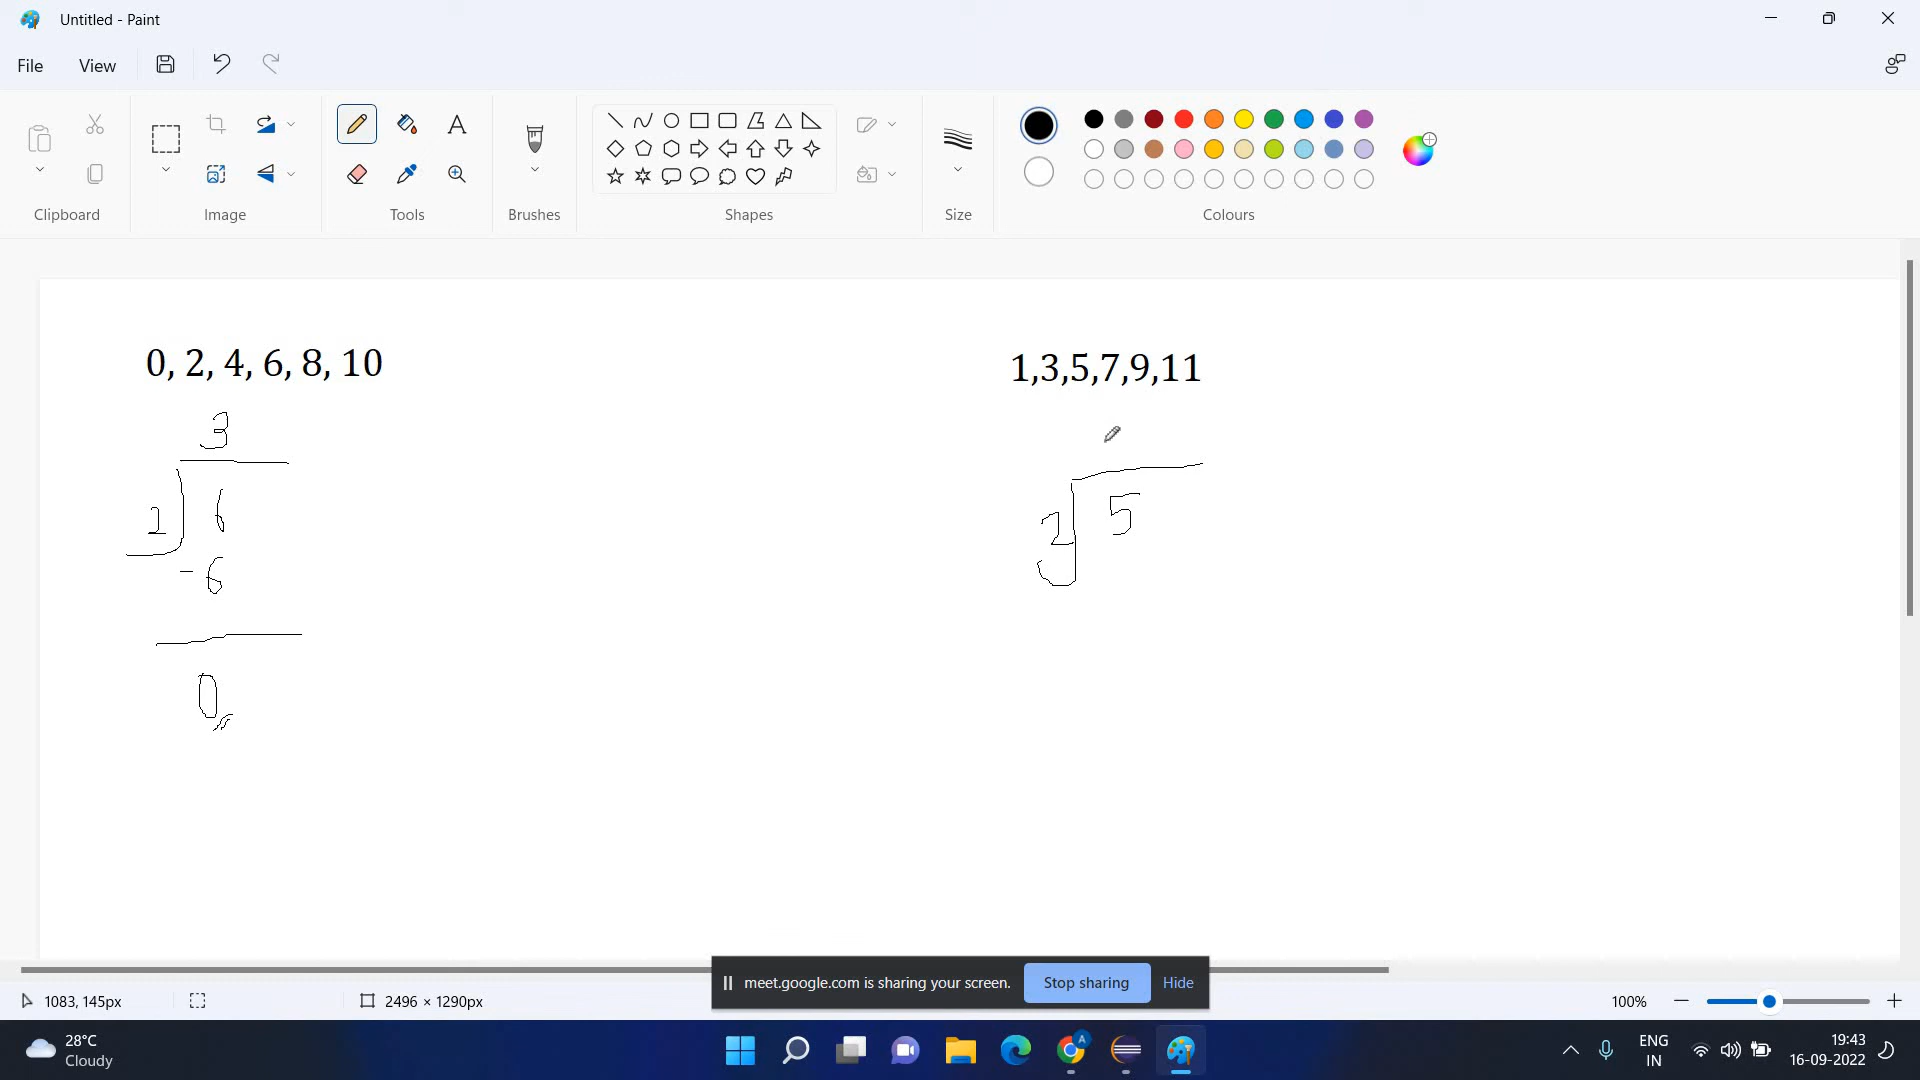 Untitled - Paint
File
View
Clipboard
Image
Tools
Brushes
Shapes
Size
Colours
0, 2, 4, 6, 8, 10
3
2
6
- 6
0
1,3,5,7,9,11
2
5
meet.google.com is sharing your screen.
Stop sharing
Hide
1083, 145px
2496 × 1290px
100%
28°C
Cloudy
A
ENG
IN
19:43
16-09-2022